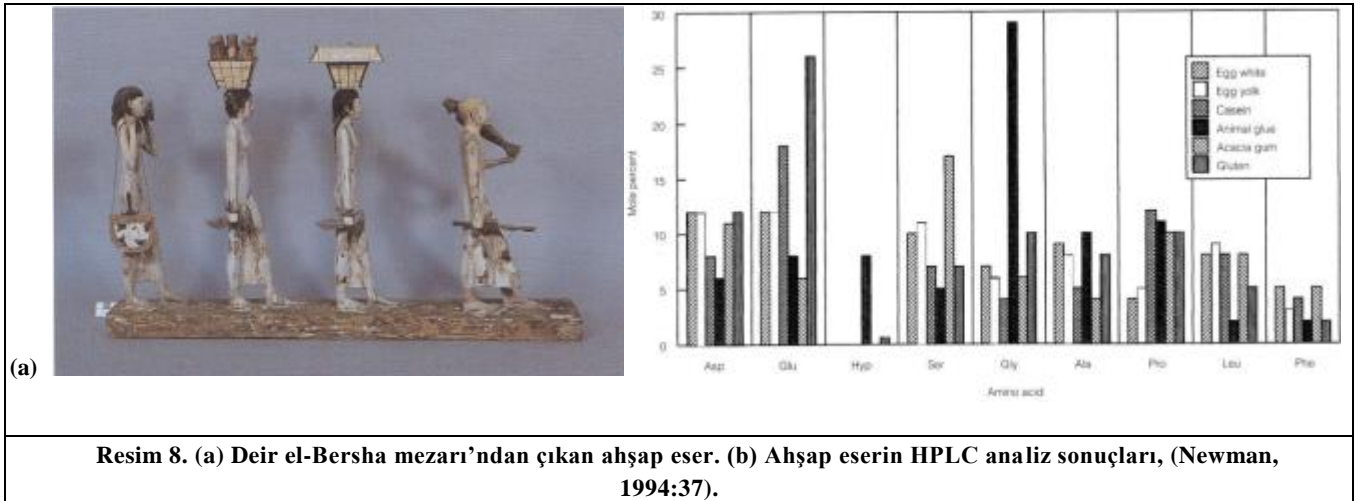 30
25
20
15
10
5
0
Mole percent
Egg white
Egg yolk
Casein
Animal glue
Acacia gum
Gluten
Asp
Glu
Hyp
Ser
Gly
Ala
Pro
Leu
Phe
Amino acid
(a)
Resim 8. (a) Deir el-Bersha mezarı’ndan çıkan ahşap eser. (b) Ahşap eserin HPLC analiz sonuçları, (Newman,
1994:37).